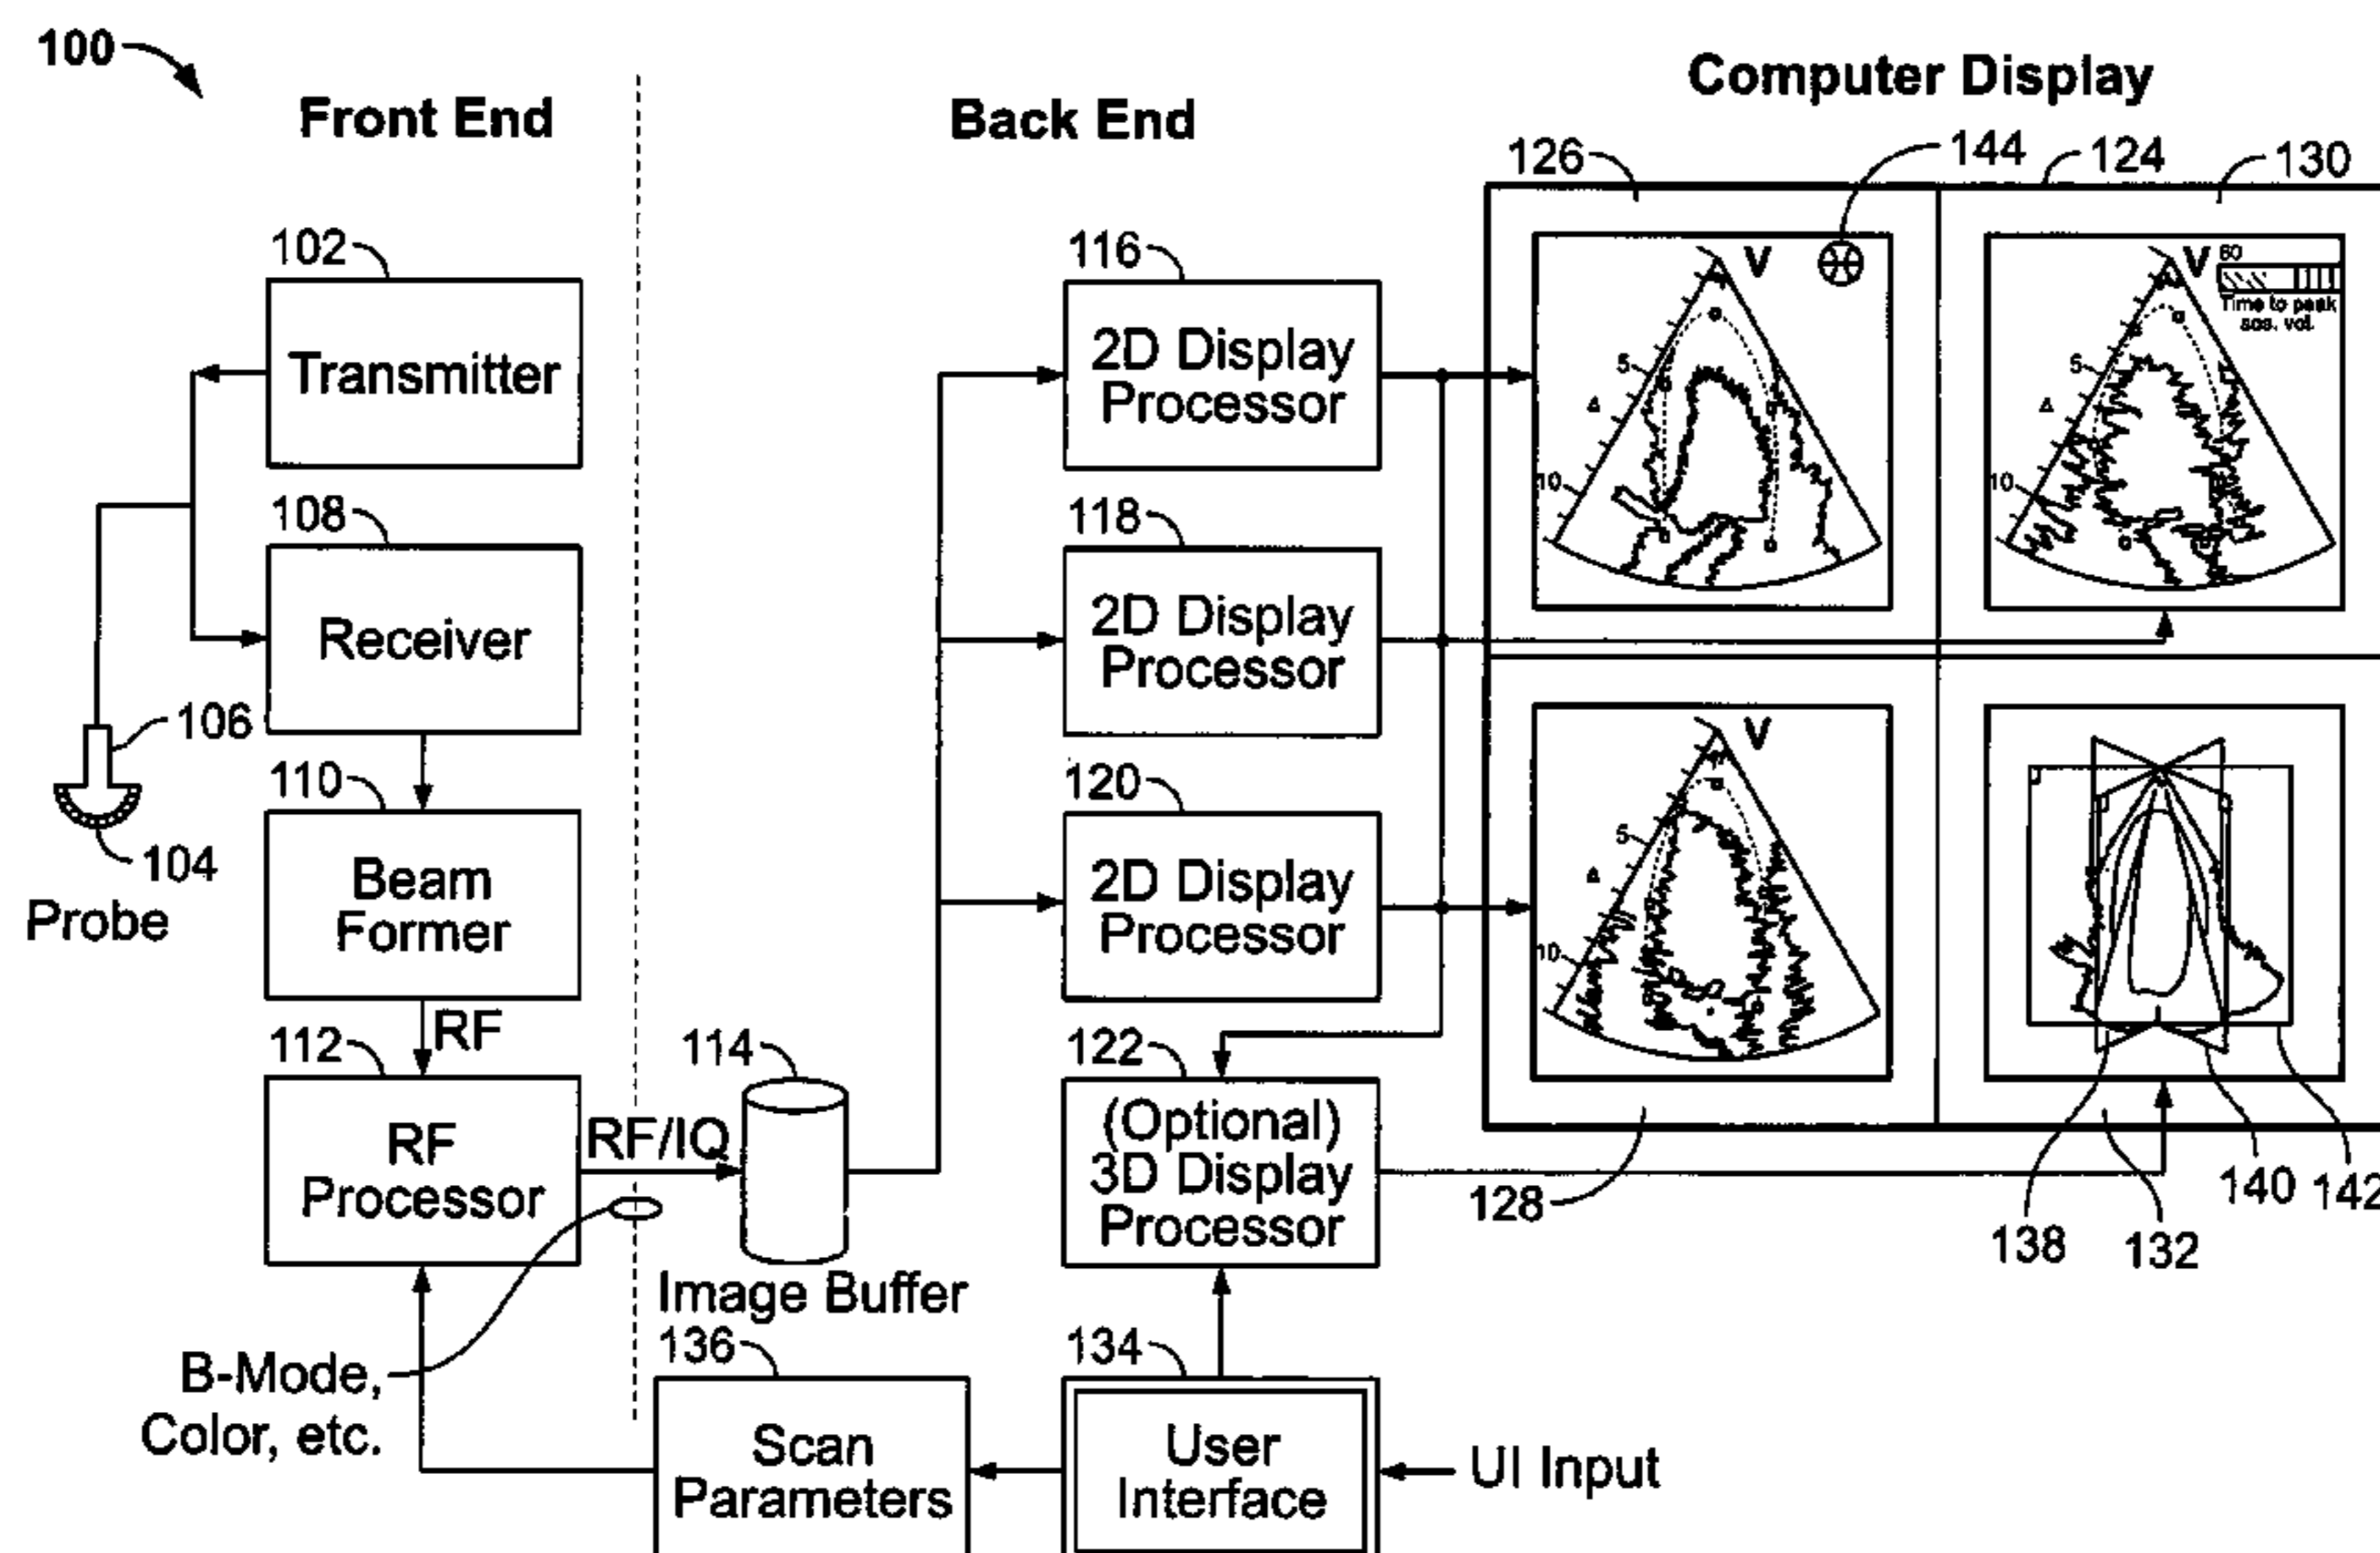 100
Front End
Back End
Computer Display
126
144
124
130
102
Transmitter
116
2D Display
Processor
V
5
10
V
60
Time to peak
5
10
108
Receiver
118
2D Display
Processor
106
104
Probe
110
Beam
Former
RF
120
2D Display
Processor
V
5
10
112
RF
Processor
RF/IQ
114
Image Buffer
122
(Optional)
3D Display
Processor
128
138
132
140
142
B-Mode,
Color, etc.
136
Scan
Parameters
134
User
Interface
UI Input